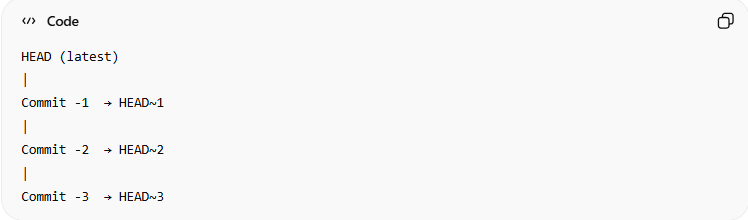 </> Code
HEAD (latest)
|
Commit -1  → HEAD~1
|
Commit -2  → HEAD~2
|
Commit -3  → HEAD~3